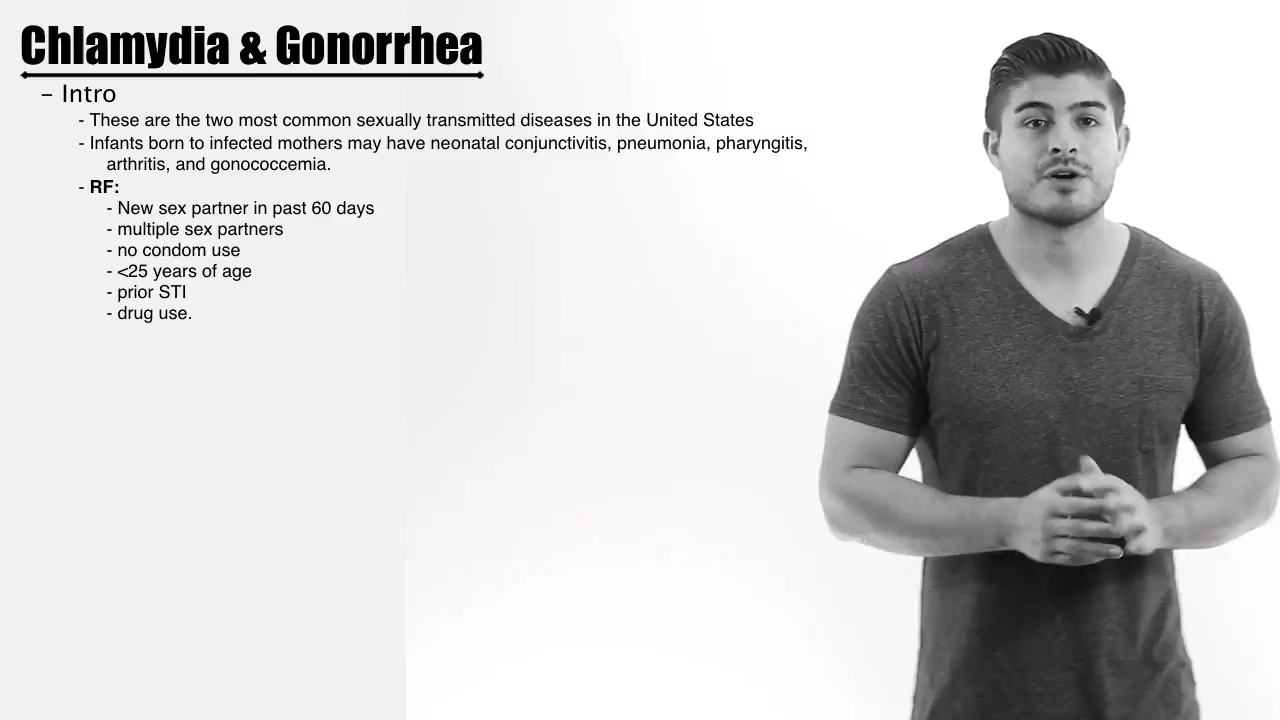 Chlamydia & Gonorrhea
– Intro
- These are the two most common sexually transmitted diseases in the United States
- Infants born to infected mothers may have neonatal conjunctivitis, pneumonia, pharyngitis,
arthritis, and gonococcemia.
- RF:
- New sex partner in past 60 days
- multiple sex partners
- no condom use
- <25 years of age
- prior STI
- drug use.